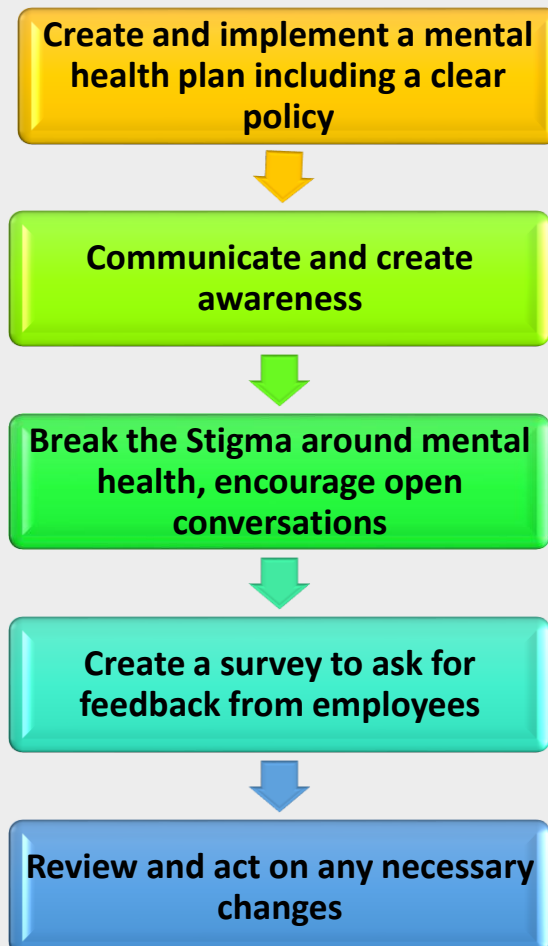 Create and implement a mental
health plan including a clear
policy
Communicate and create
awareness
Break the Stigma around mental
health, encourage open
conversations
Create a survey to ask for
feedback from employees
Review and act on any necessary
changes